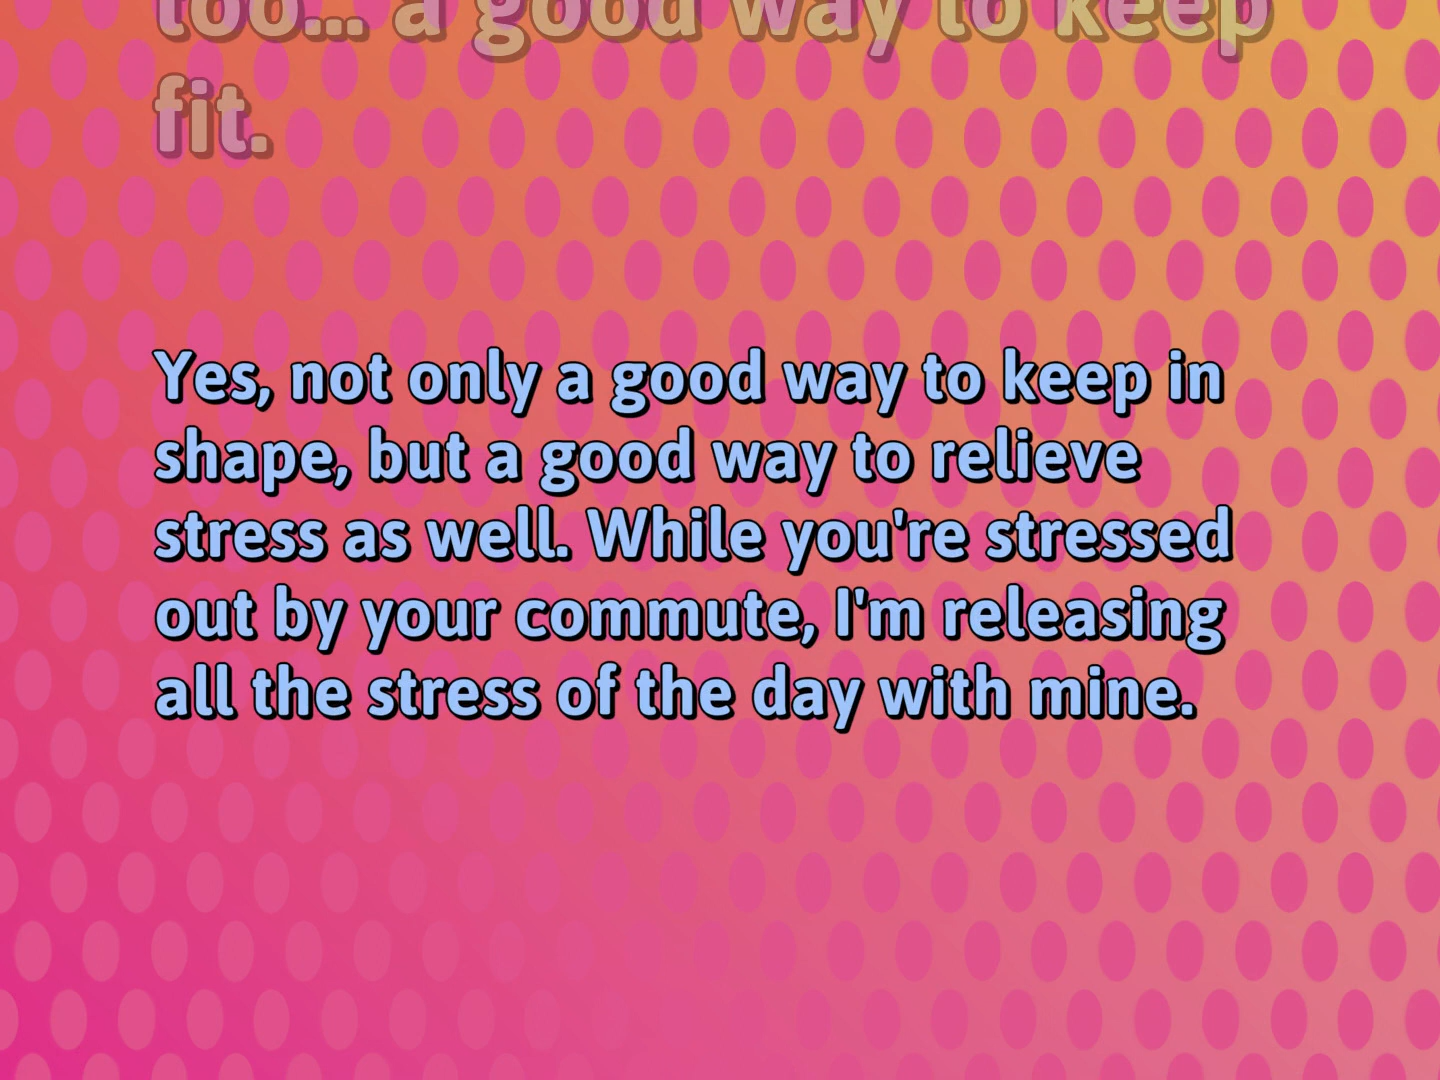 too... a good way to keep
fit.
Yes, not only a good way to keep in
shape, but a good way to relieve
stress as well. While you're stressed
out by your commute, I'm releasing
all the stress of the day with mine.